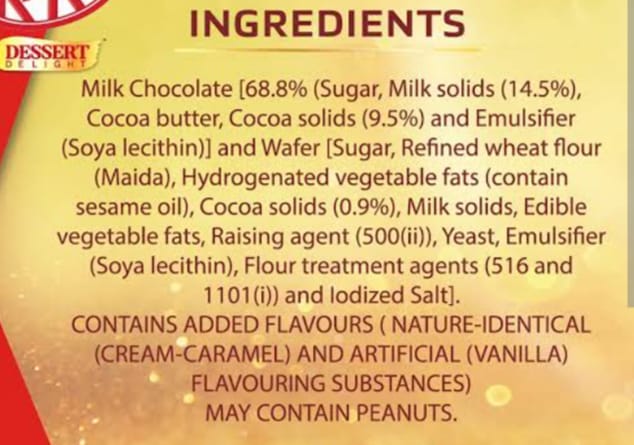 INGREDIENTS
DESSERT
DELIGHT
Milk Chocolate [68.8% (Sugar, Milk solids (14.5%),
Cocoa butter, Cocoa solids (9.5%) and Emulsifier
(Soya lecithin)] and Wafer [Sugar, Refined wheat flour
(Maida), Hydrogenated vegetable fats (contain
sesame oil), Cocoa solids (0.9%), Milk solids, Edible
vegetable fats, Raising agent (500(ii)), Yeast, Emulsifier
(Soya lecithin), Flour treatment agents (516 and
1101(i)) and Iodized Salt].
CONTAINS ADDED FLAVOURS ( NATURE-IDENTICAL
(CREAM-CARAMEL) AND ARTIFICIAL (VANILLA)
FLAVOURING SUBSTANCES)
MAY CONTAIN PEANUTS.